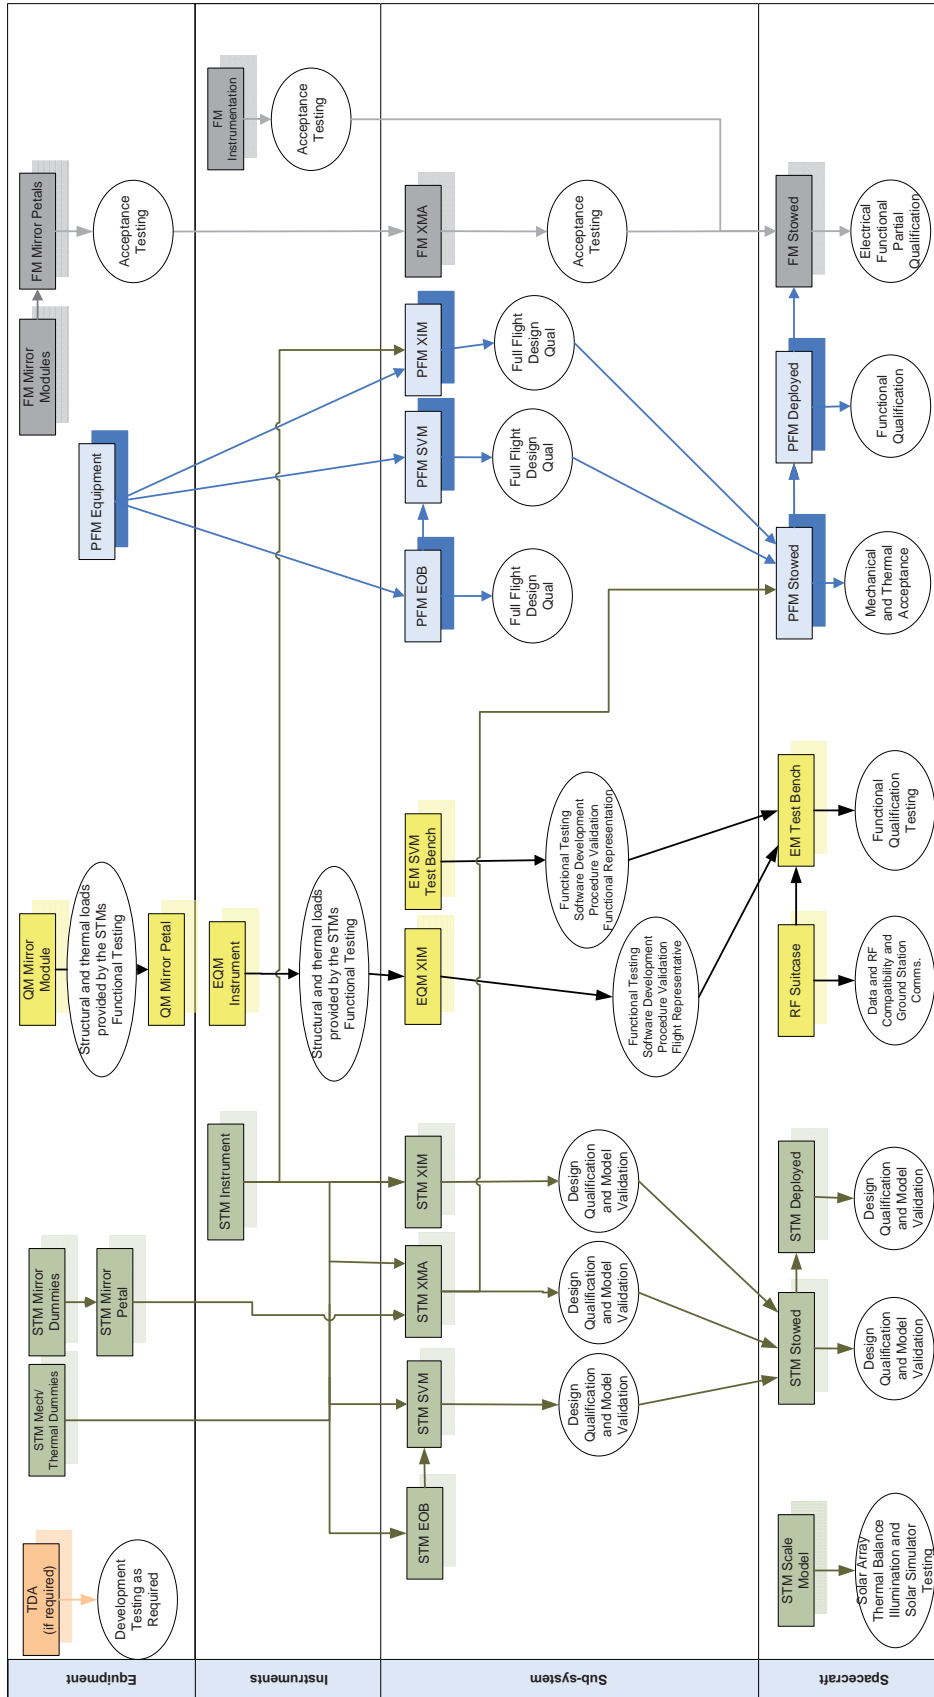 Equipment
TDA
(if required)
Development
Testing as
Required
STM Mech/
Thermal Dummies
STM Mirror
Dummies
STM Mirror
Petal
QM Mirror
Module
Structural and thermal loads
provided by the STMs
Functional Testing
QM Mirror Petal
PFM Equipment
FM Mirror
Modules
FM Mirror Petals
Acceptance
Testing
Instruments
STM Instrument
EQM
Instrument
Structural and thermal loads
provided by the STMs
Functional Testing
FM
Instrumentation
Acceptance
Testing
Sub-system
STM EOB
STM SVM
Design
Qualification
and Model
Validation
STM XMA
Design
Qualification
and Model
Validation
STM XIM
Design
Qualification
and Model
Validation
EQM XIM
Functional Testing
Software Development
Procedure Validation
Flight Representative
EM SVM
Test Bench
Functional Testing
Software Development
Procedure Validation
Functional Representation
PFM EOB
Full Flight
Design
Qual
PFM SVM
Full Flight
Design
Qual
PFM XIM
Full Flight
Design
Qual
FM XMA
Acceptance
Testing
Spacecraft
STM Scale
Model
Solar Array
Thermal Balance
Illumination and
Solar Simulator
Testing
STM Stowed
Design
Qualification
and Model
Validation
STM Deployed
Design
Qualification
and Model
Validation
RF Suitcase
Data and RF
Compatibility and
Ground Station
Comms.
EM Test Bench
Functional
Qualification
Testing
PFM Stowed
Mechanical
and Thermal
Acceptance
PFM Deployed
Functional
Qualification
FM Stowed
Electrical
Functional
Partial
Qualification